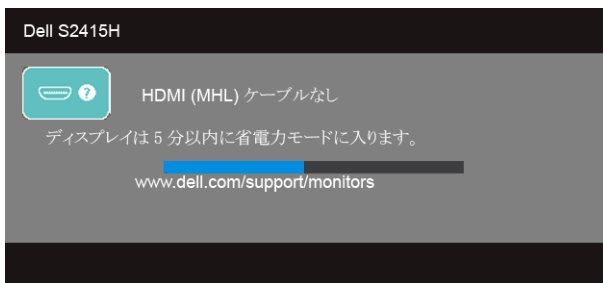 Dell S2415H
?
HDMI (MHL) ケーブルなし
ディスプレイは 5 分以内に省電力モードに入ります。
www.dell.com/support/monitors